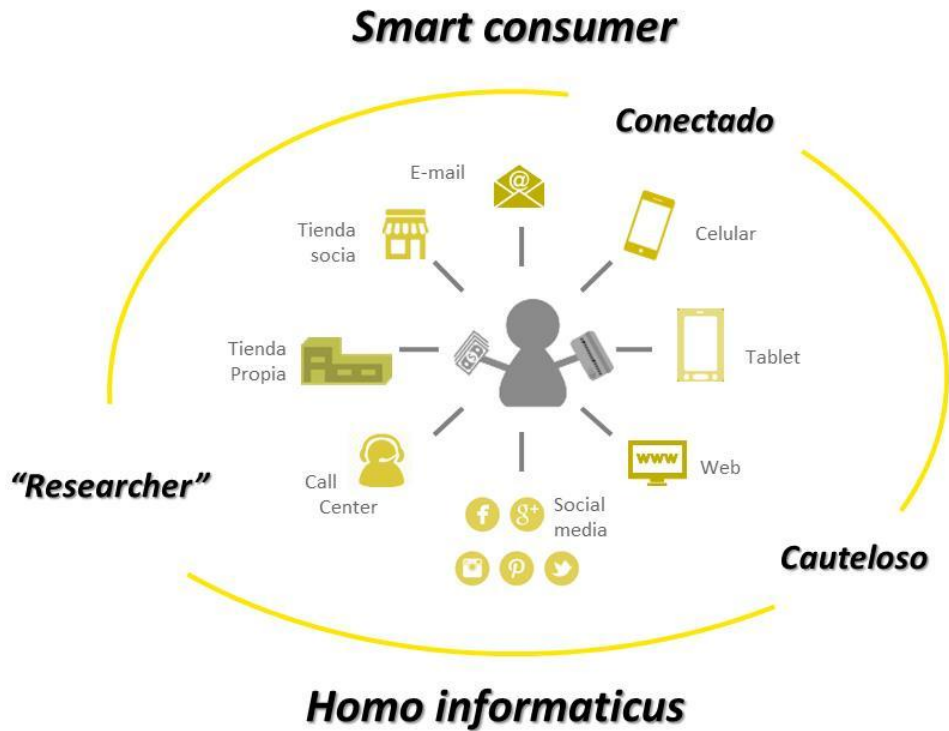 Smart consumer
Conectado
E-mail
@
Tienda
socia
Celular
Tienda
Propia
$
Tablet
"Researcher"
Call
Center
www
Web
f
g+
Social
media
Cauteloso
Homo informaticus